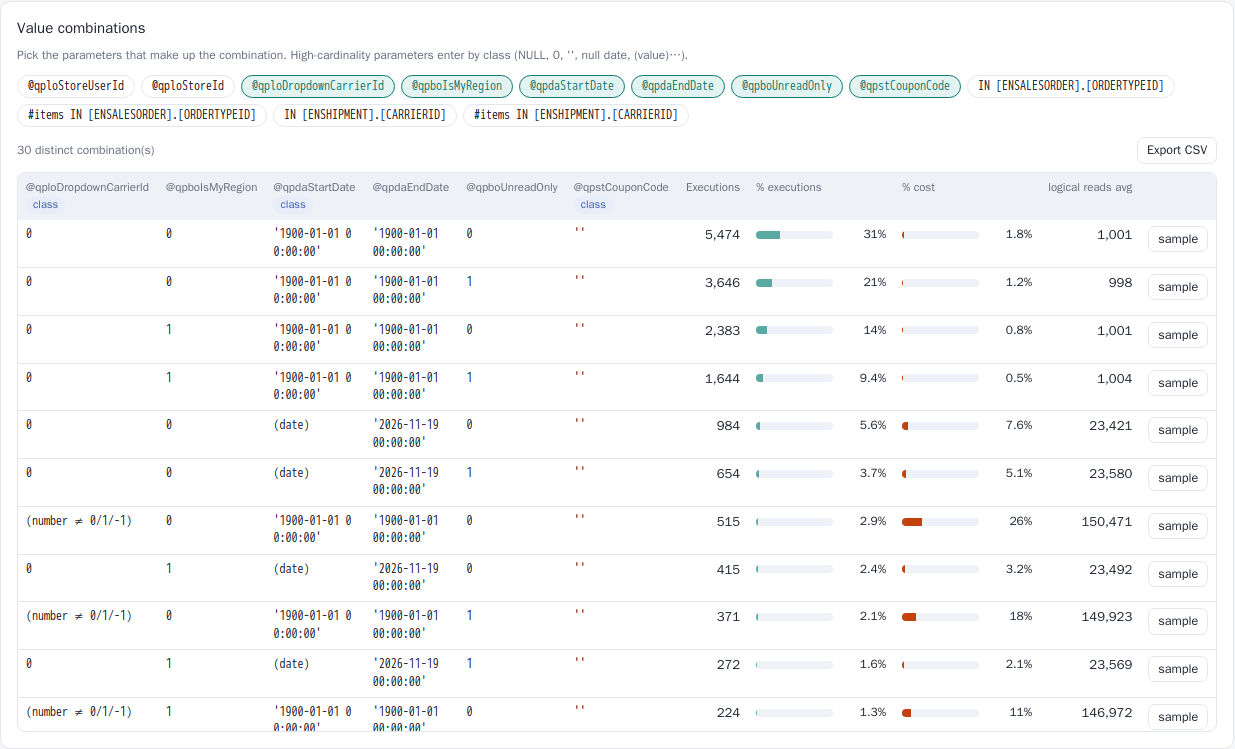 Value combinations
Pick the parameters that make up the combination. High-cardinality parameters enter by class (NULL, 0, '', null date, (value)⋯).
@qploStoreUserId @qploStoreId @qploDropdownCarrierId @qpboIsMyRegion @qpdaStartDate @qpdaEndDate @qpboUnreadOnly @qpstCouponCode IN [ENSALESORDER].[ORDERTYPEID]
#items IN [ENSALESORDER].[ORDERTYPEID] IN [ENSHIPMENT].[CARRIERID] #items IN [ENSHIPMENT].[CARRIERID]
30 distinct combination(s) Export CSV
@qploDropdownCarrierId @qpboIsMyRegion @qpdaStartDate @qpdaEndDate @qpboUnreadOnly @qpstCouponCode Executions % executions % cost logical reads avg
class class class
0 0 '1900-01-01 0 '1900-01-01 0 '' 5,474 31% 1.8% 1,001 sample
0:00:00' 00:00:00'
0 0 '1900-01-01 0 '1900-01-01 1 '' 3,646 21% 1.2% 998 sample
0:00:00' 00:00:00'
0 1 '1900-01-01 0 '1900-01-01 0 '' 2,383 14% 0.8% 1,001 sample
0:00:00' 00:00:00'
0 1 '1900-01-01 0 '1900-01-01 1 '' 1,644 9.4% 0.5% 1,004 sample
0:00:00' 00:00:00'
0 0 (date) '2026-11-19 0 '' 984 5.6% 7.6% 23,421 sample
00:00:00'
0 0 (date) '2026-11-19 1 '' 654 3.7% 5.1% 23,580 sample
00:00:00'
(number ≠ 0/1/-1) 0 '1900-01-01 0 '1900-01-01 0 '' 515 2.9% 26% 150,471 sample
0:00:00' 00:00:00'
0 1 (date) '2026-11-19 0 '' 415 2.4% 3.2% 23,492 sample
00:00:00'
(number ≠ 0/1/-1) 0 '1900-01-01 0 '1900-01-01 1 '' 371 2.1% 18% 149,923 sample
0:00:00' 00:00:00'
0 1 (date) '2026-11-19 1 '' 272 1.6% 2.1% 23,569 sample
00:00:00'
(number ≠ 0/1/-1) 1 '1900-01-01 0 '1900-01-01 0 '' 224 1.3% 11% 146,972 sample
0:00:00' 00:00:00'